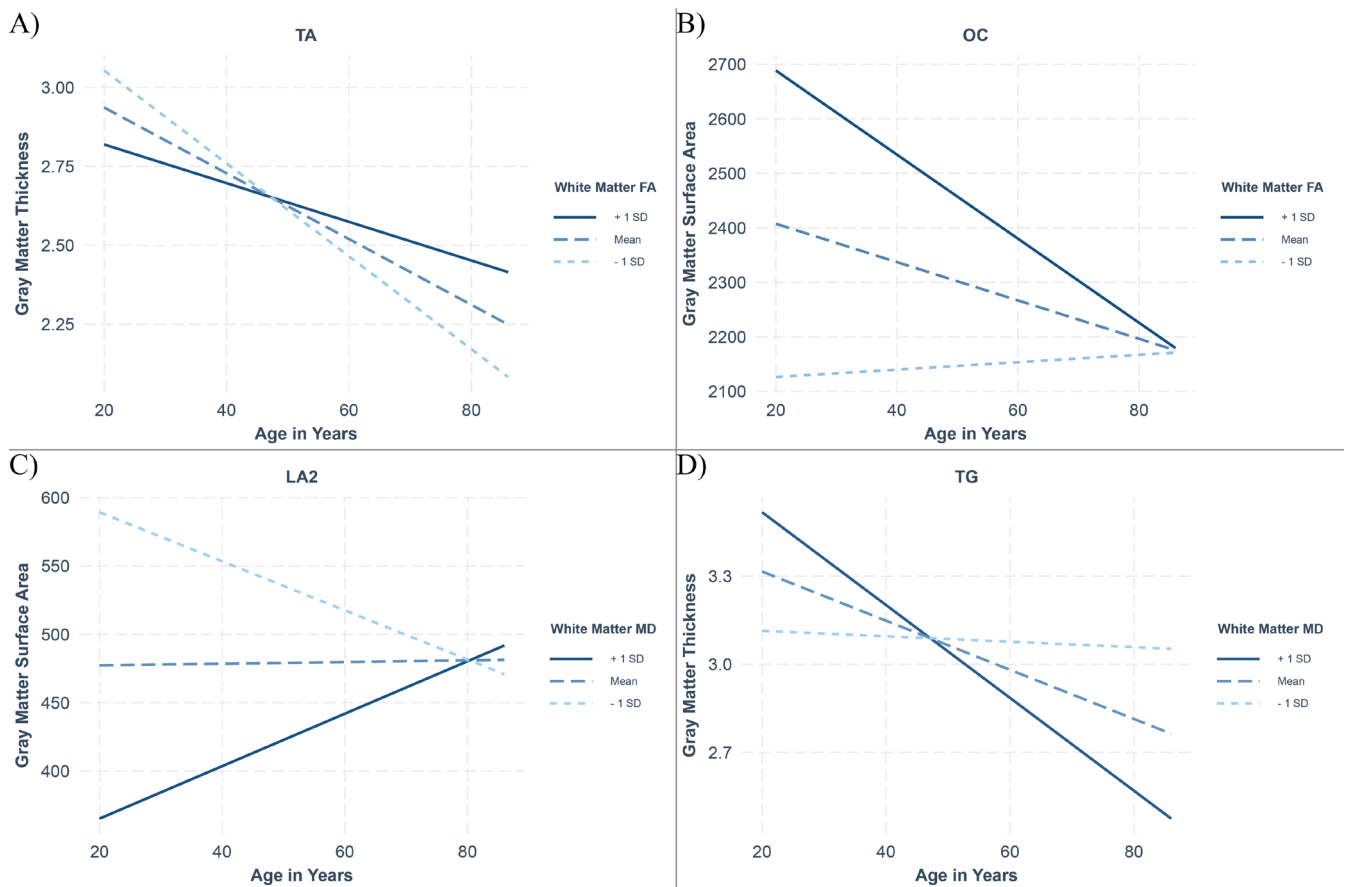 A)
TA
Gray Matter Thickness
3.00
2.75
2.50
2.25
20 40 60 80
Age in Years
White Matter FA
+ 1 SD
Mean
- 1 SD
B)
OC
Gray Matter Surface Area
2700
2600
2500
2400
2300
2200
2100
20 40 60 80
Age in Years
White Matter FA
+ 1 SD
Mean
- 1 SD
C)
LA2
Gray Matter Surface Area
600
550
500
450
400
20 40 60 80
Age in Years
White Matter MD
+ 1 SD
Mean
- 1 SD
D)
TG
Gray Matter Thickness
3.3
3.0
2.7
20 40 60 80
Age in Years
White Matter MD
+ 1 SD
Mean
- 1 SD